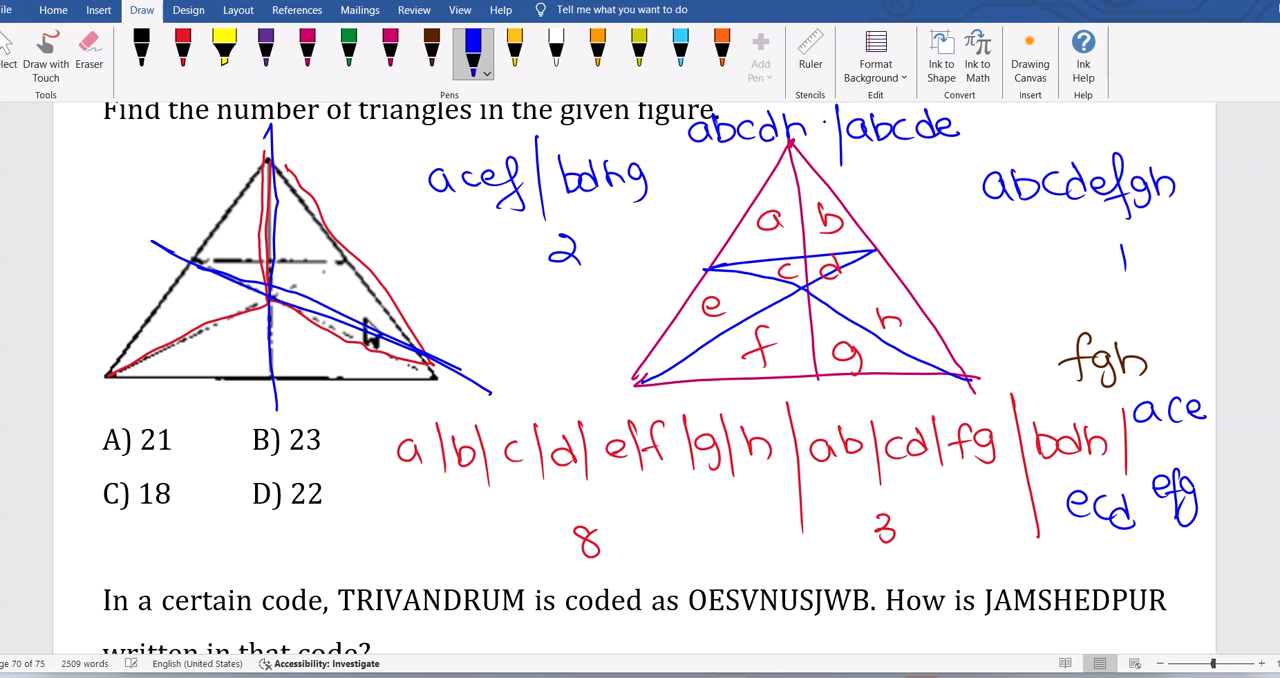 File Home Insert Draw Design Layout References Mailings Review View Help Tell me what you want to do
Draw with Touch
Eraser
Add Pen
Ruler
Format Background
Ink to Shape
Ink to Math
Drawing Canvas
Ink Help
Tools Pens Stencils Edit Convert Insert Help
Find the number of triangles in the given figure.
abcdh | abcde
acef | bdhg
2
abcdefgh
1
a b
c d
e h
f g
fgh
A) 21 B) 23
C) 18 D) 22
a|b|c|d|e|f|g|h|ab|cd|fg|bdh|
ace
ecd efg
8 3
In a certain code, TRIVANDRUM is coded as OESVNUSJWB. How is JAMSHEDPUR
written in that code?
Page 70 of 75 2509 words English (United States) Accessibility: Investigate